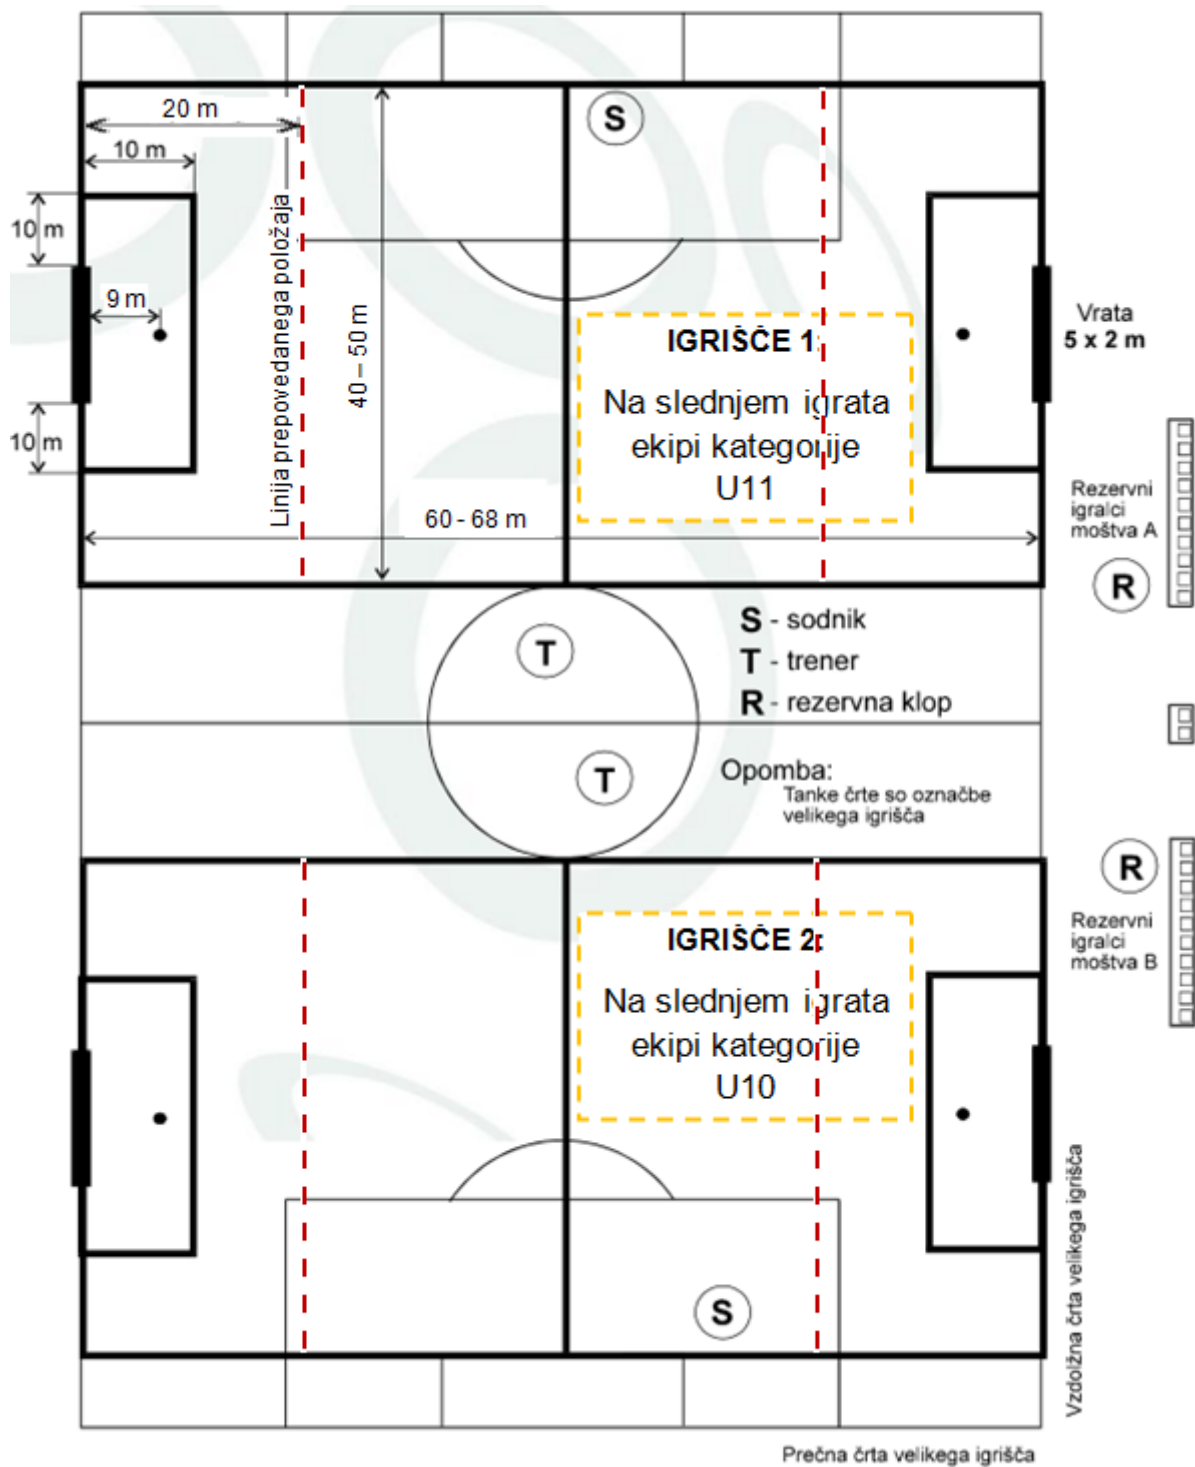 20 m
10 m
10 m
9 m
10 m
Linija prepovedanega položaja
40 – 50 m
60 - 68 m
S
IGRIŠČE 1:
Na slednjem igrata
ekipi kategorije
U11
Vrata
5 x 2 m
Rezervni
igralci
moštva A
R
T
T
S - sodnik
T - trener
R - rezervna klop
Opomba:
Tanke črte so označbe
velikega igrišča
R
Rezervni
igralci
moštva B
IGRIŠČE 2:
Na slednjem igrata
ekipi kategorije
U10
S
Vzdolžna črta velikega igrišča
Prečna črta velikega igrišča